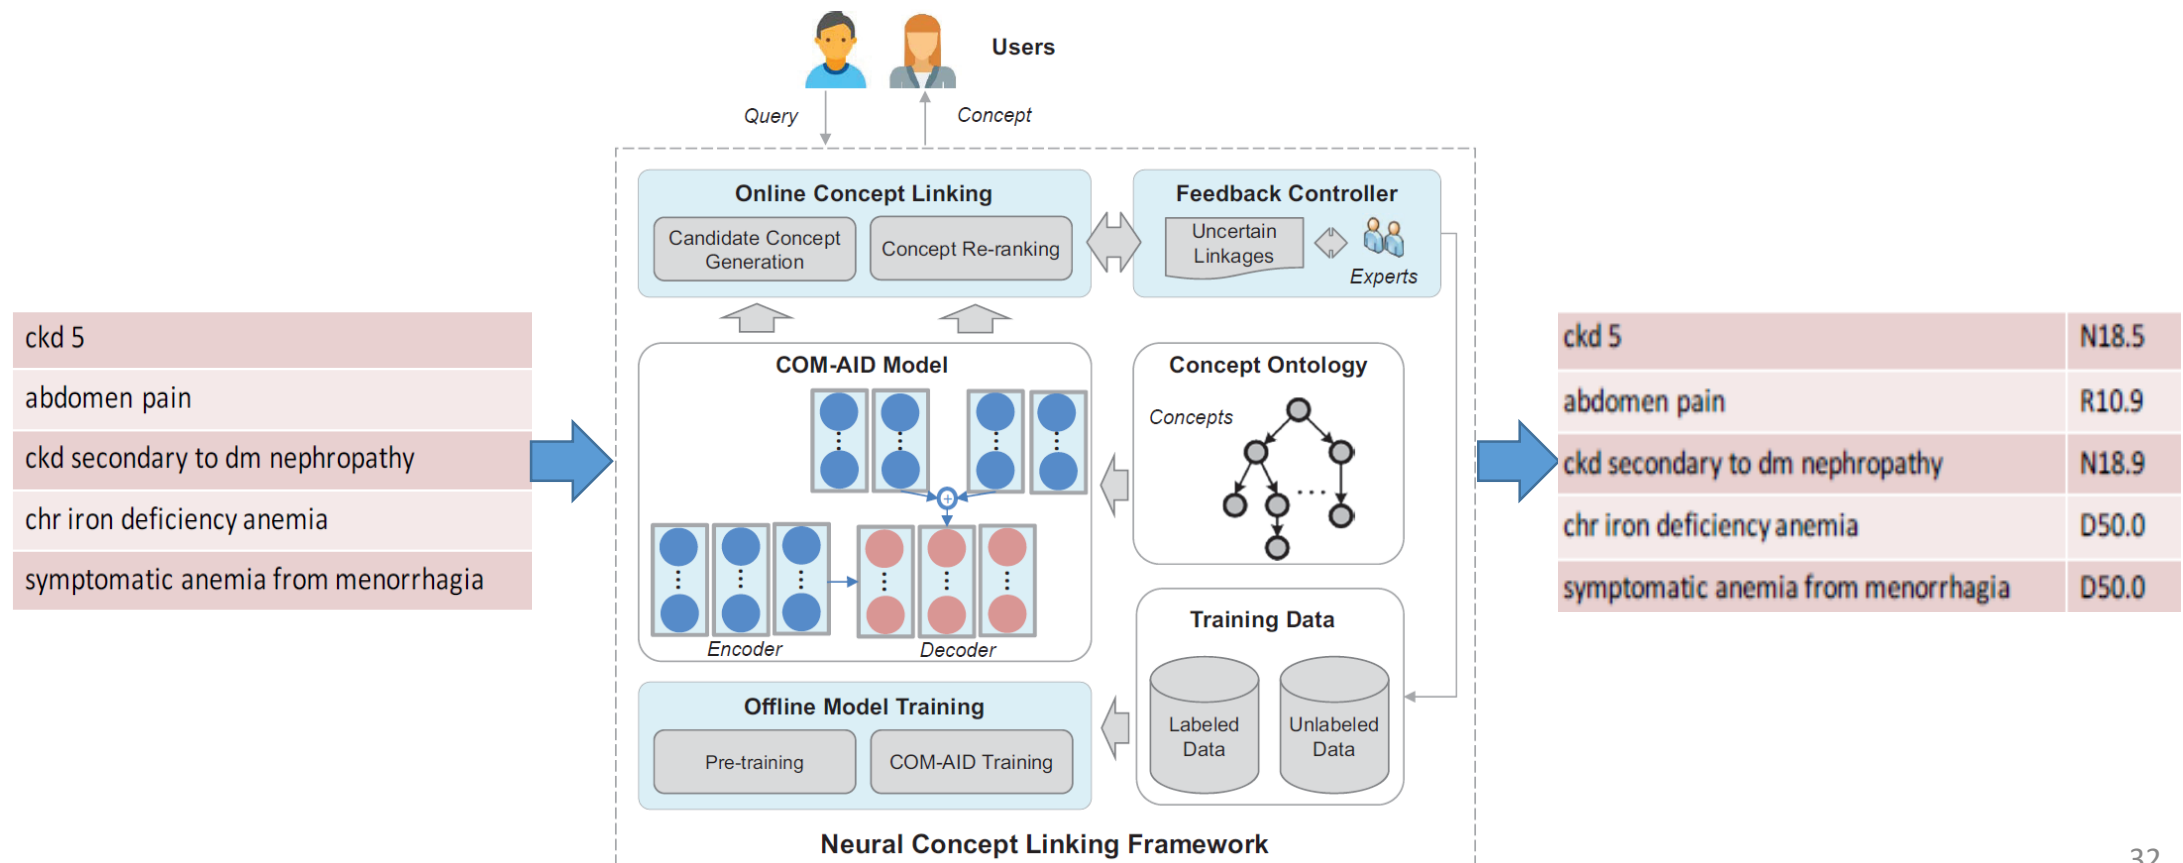 Users
Query
Concept
Online Concept Linking
Candidate Concept
Generation
Concept Re-ranking
Feedback Controller
Uncertain
Linkages
Experts
ckd 5
abdomen pain
ckd secondary to dm nephropathy
chr iron deficiency anemia
symptomatic anemia from menorrhagia
COM-AID Model
Encoder
Decoder
Concept Ontology
Concepts
Training Data
Labeled
Data
Unlabeled
Data
Offline Model Training
Pre-training
COM-AID Training
Neural Concept Linking Framework
ckd 5 N18.5
abdomen pain R10.9
ckd secondary to dm nephropathy N18.9
chr iron deficiency anemia D50.0
symptomatic anemia from menorrhagia D50.0
32